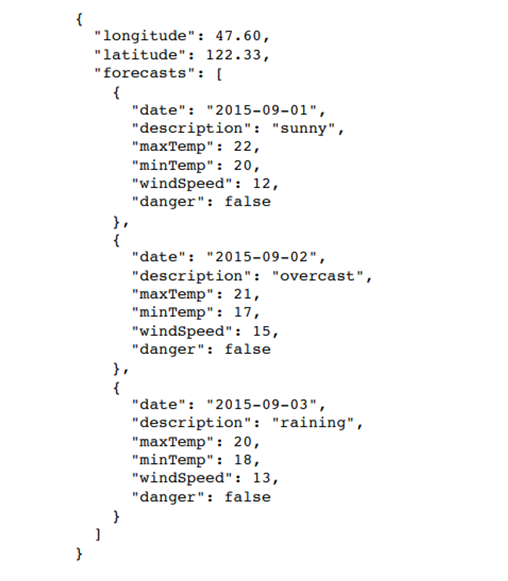 {
  "longitude": 47.60,
  "latitude": 122.33,
  "forecasts": [
    {
      "date": "2015-09-01",
      "description": "sunny",
      "maxTemp": 22,
      "minTemp": 20,
      "windSpeed": 12,
      "danger": false
    },
    {
      "date": "2015-09-02",
      "description": "overcast",
      "maxTemp": 21,
      "minTemp": 17,
      "windSpeed": 15,
      "danger": false
    },
    {
      "date": "2015-09-03",
      "description": "raining",
      "maxTemp": 20,
      "minTemp": 18,
      "windSpeed": 13,
      "danger": false
    }
  ]
}